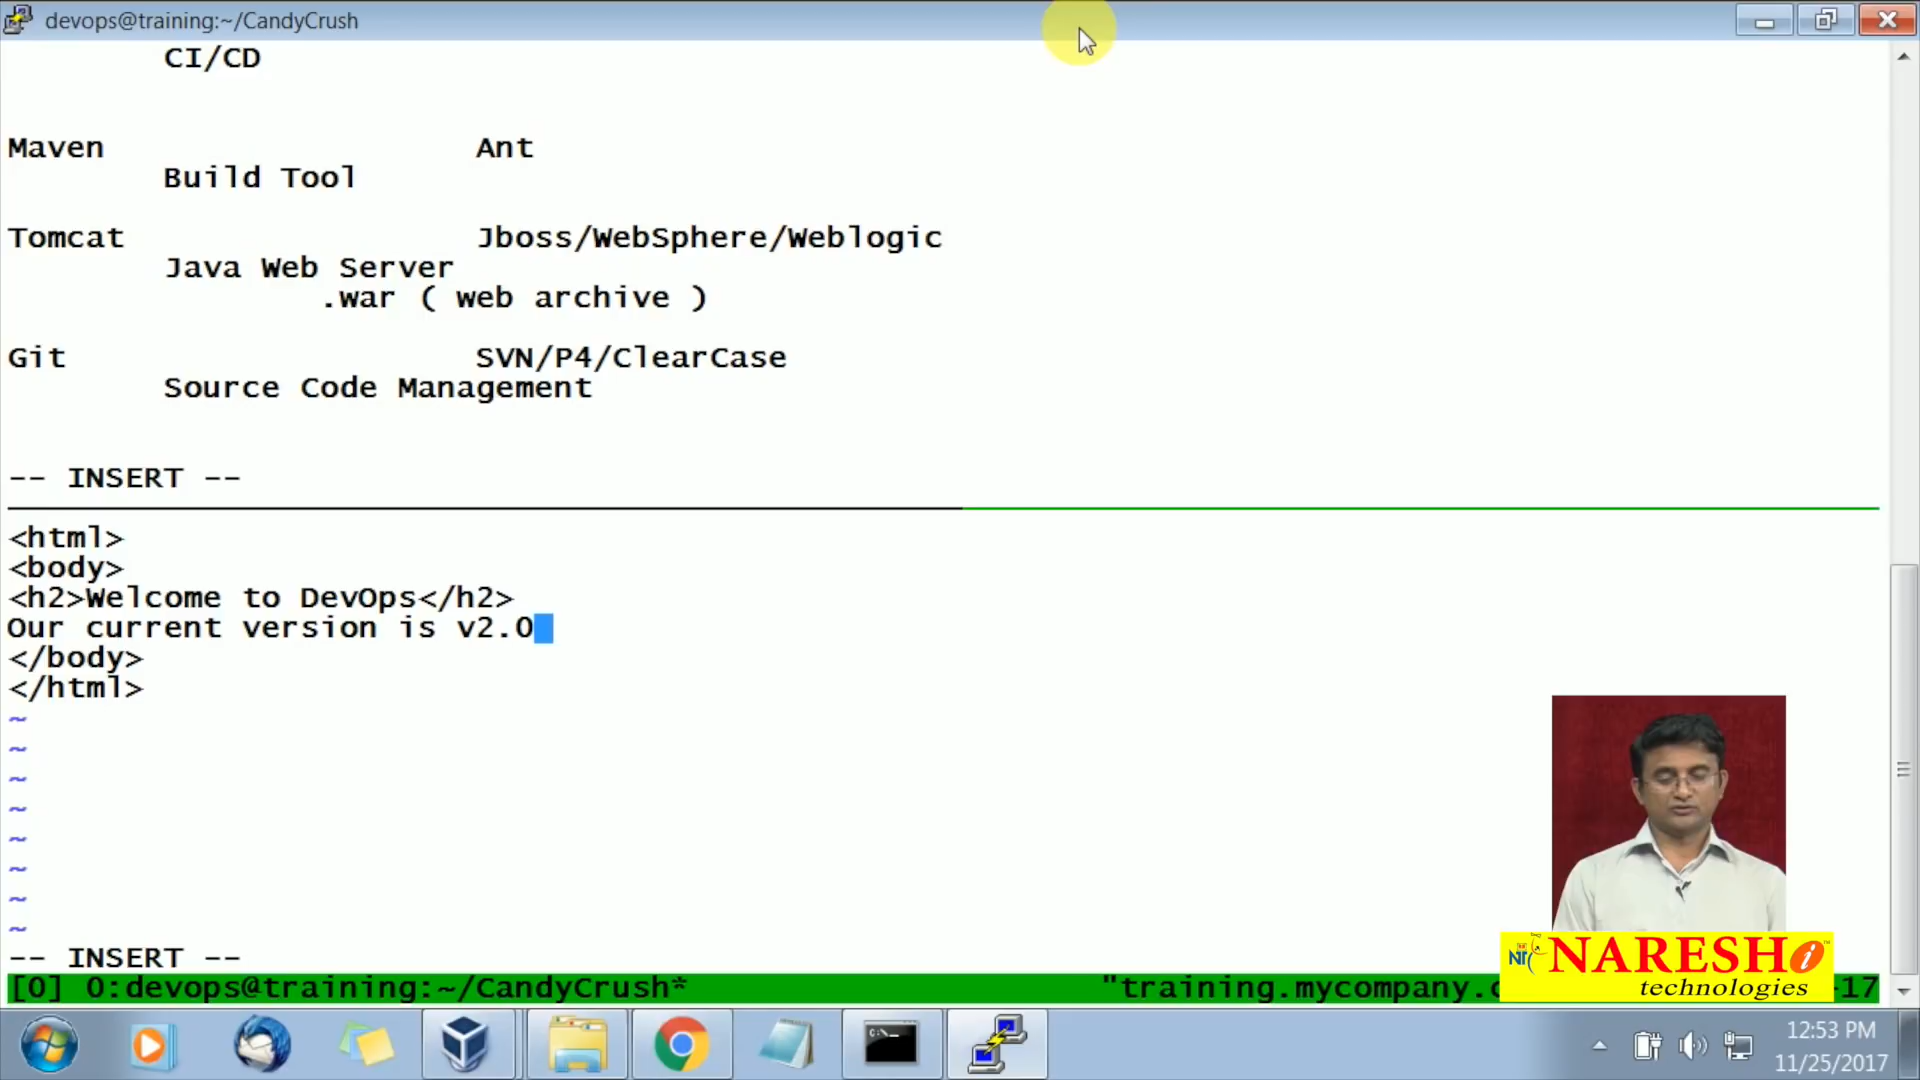 devops@training:~/CandyCrush
CI/CD
Maven Ant
Build Tool
Tomcat Jboss/WebSphere/Weblogic
Java Web Server
.war ( web archive )
Git SVN/P4/ClearCase
Source Code Management
-- INSERT --
<html>
<body>
<h2>Welcome to DevOps</h2>
Our current version is v2.0
</body>
</html>
~
~
~
~
~
~
~
~
-- INSERT --
[0] 0:devops@training:~/CandyCrush* "training.mycompany. -17
NARESH i
technologies
12:53 PM
11/25/2017